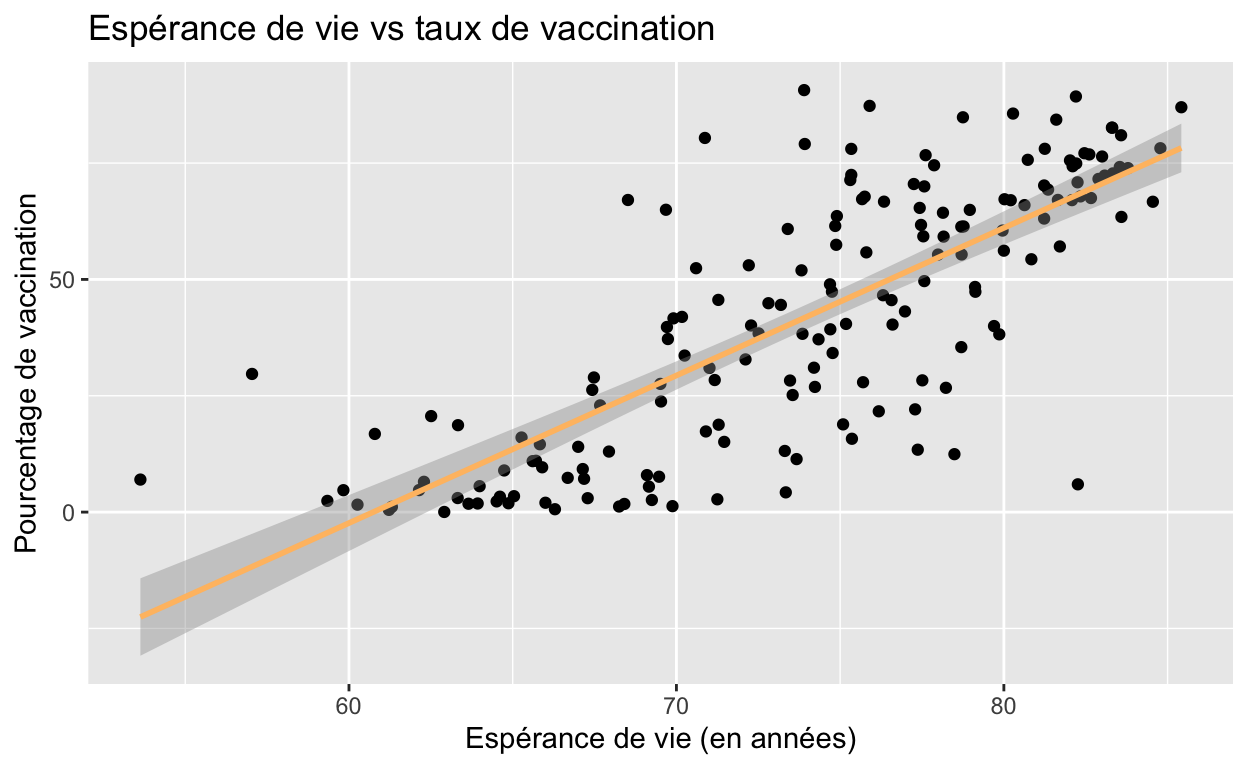 Espérance de vie vs taux de vaccination
Pourcentage de vaccination
50
0
60 70 80
Espérance de vie (en années)